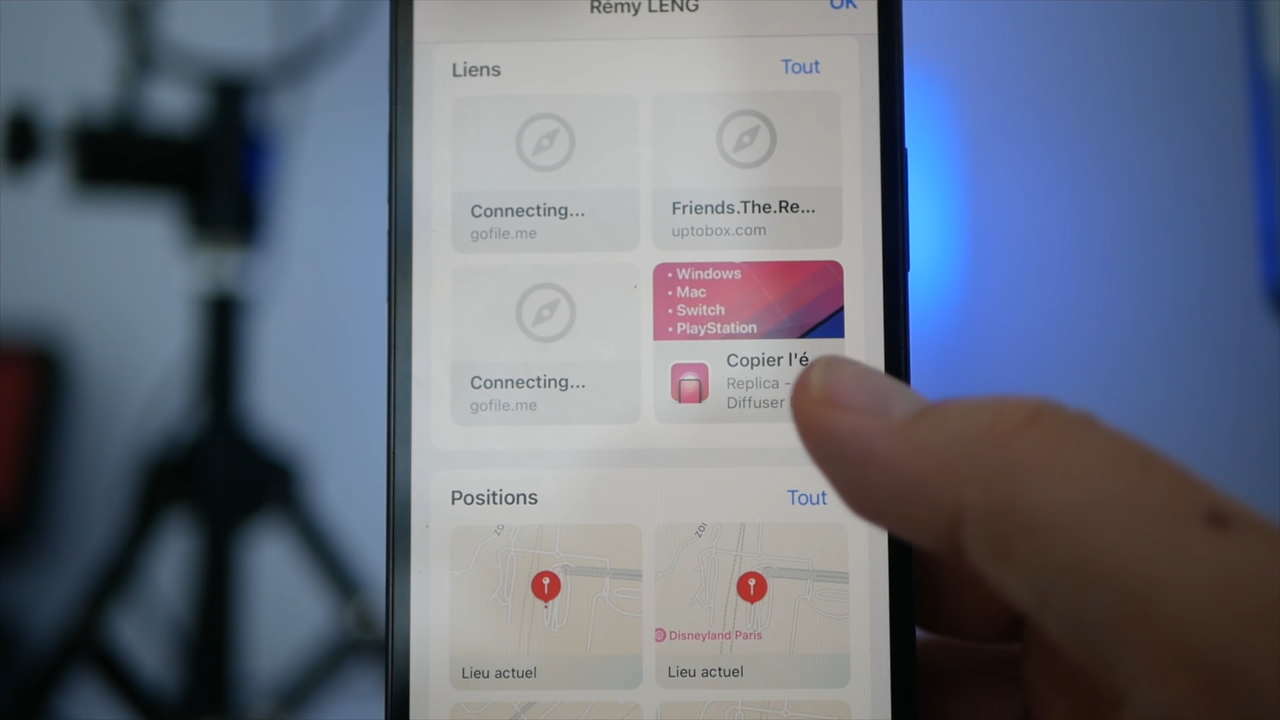 Rémy LENG
OK
Liens
Tout
Connecting...
gofile.me
Friends.The.Re...
uptobox.com
Connecting...
gofile.me
• Windows
• Mac
• Switch
• PlayStation
Copier l'é
Replica -
Diffuser
Positions
Tout
Lieu actuel
Disneyland Paris
Lieu actuel